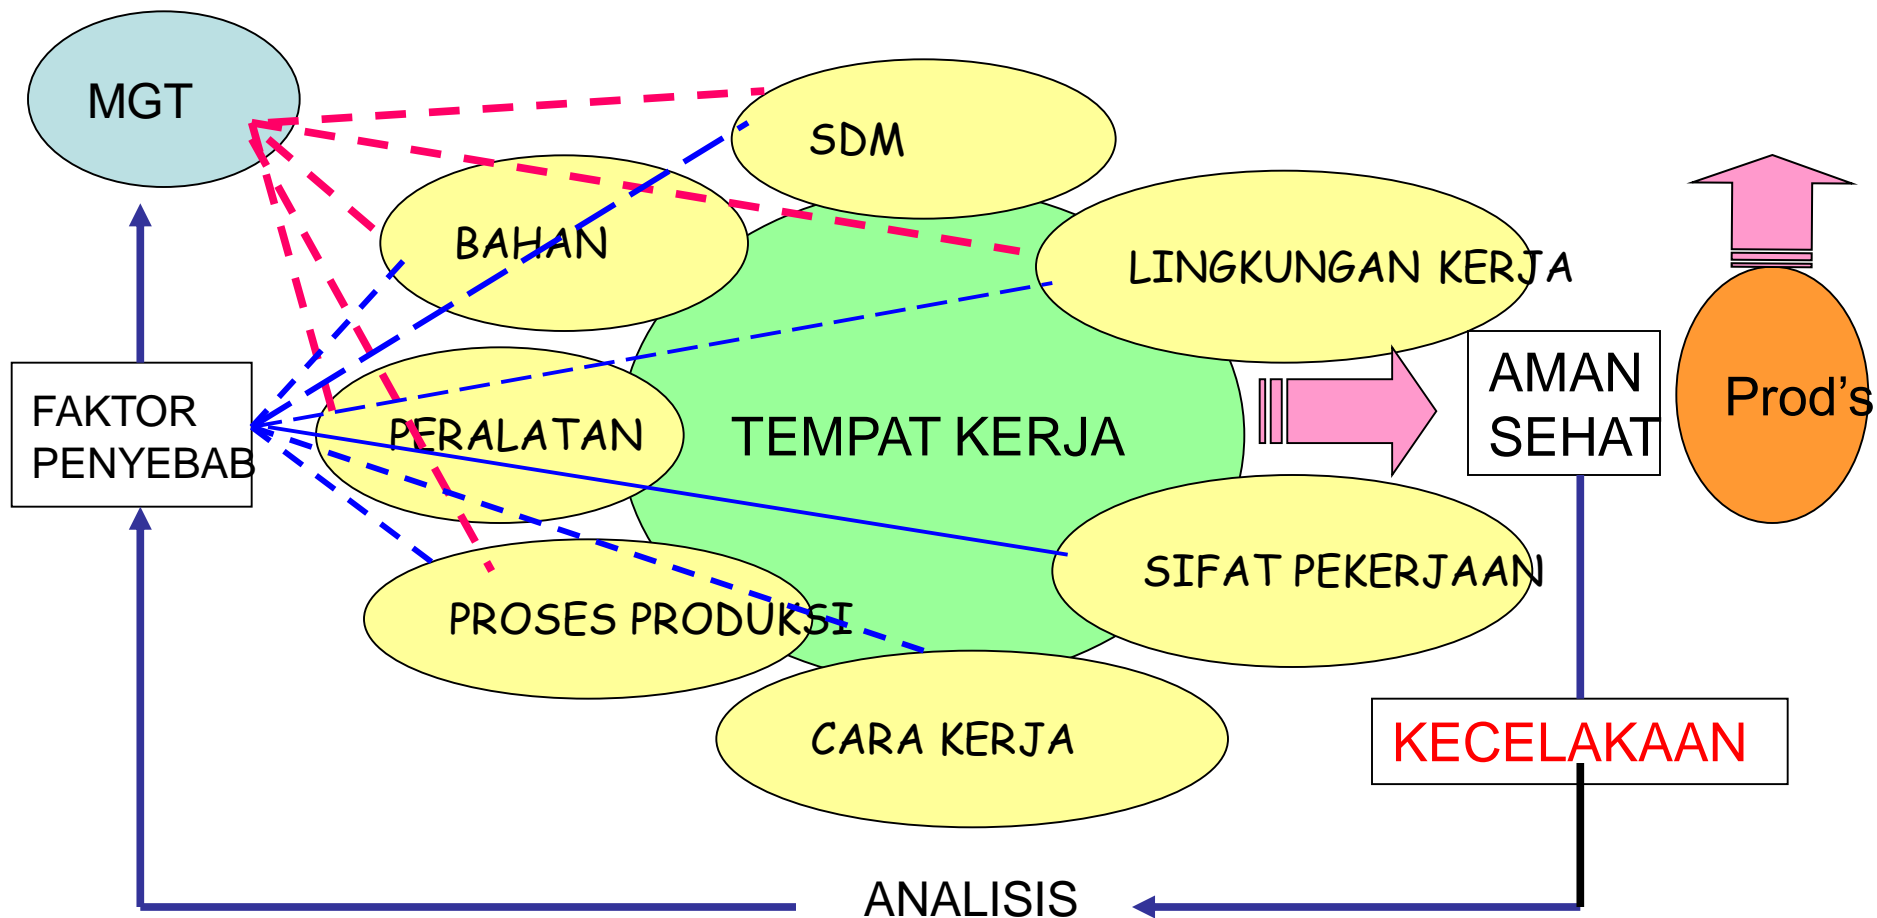 MGT
SDM
BAHAN
LINGKUNGAN KERJA
AMAN
SEHAT
Prod's
FAKTOR
PENYEBAB
PERALATAN
TEMPAT KERJA
SIFAT PEKERJAAN
PROSES PRODUKSI
CARA KERJA
KECELAKAAN
ANALISIS